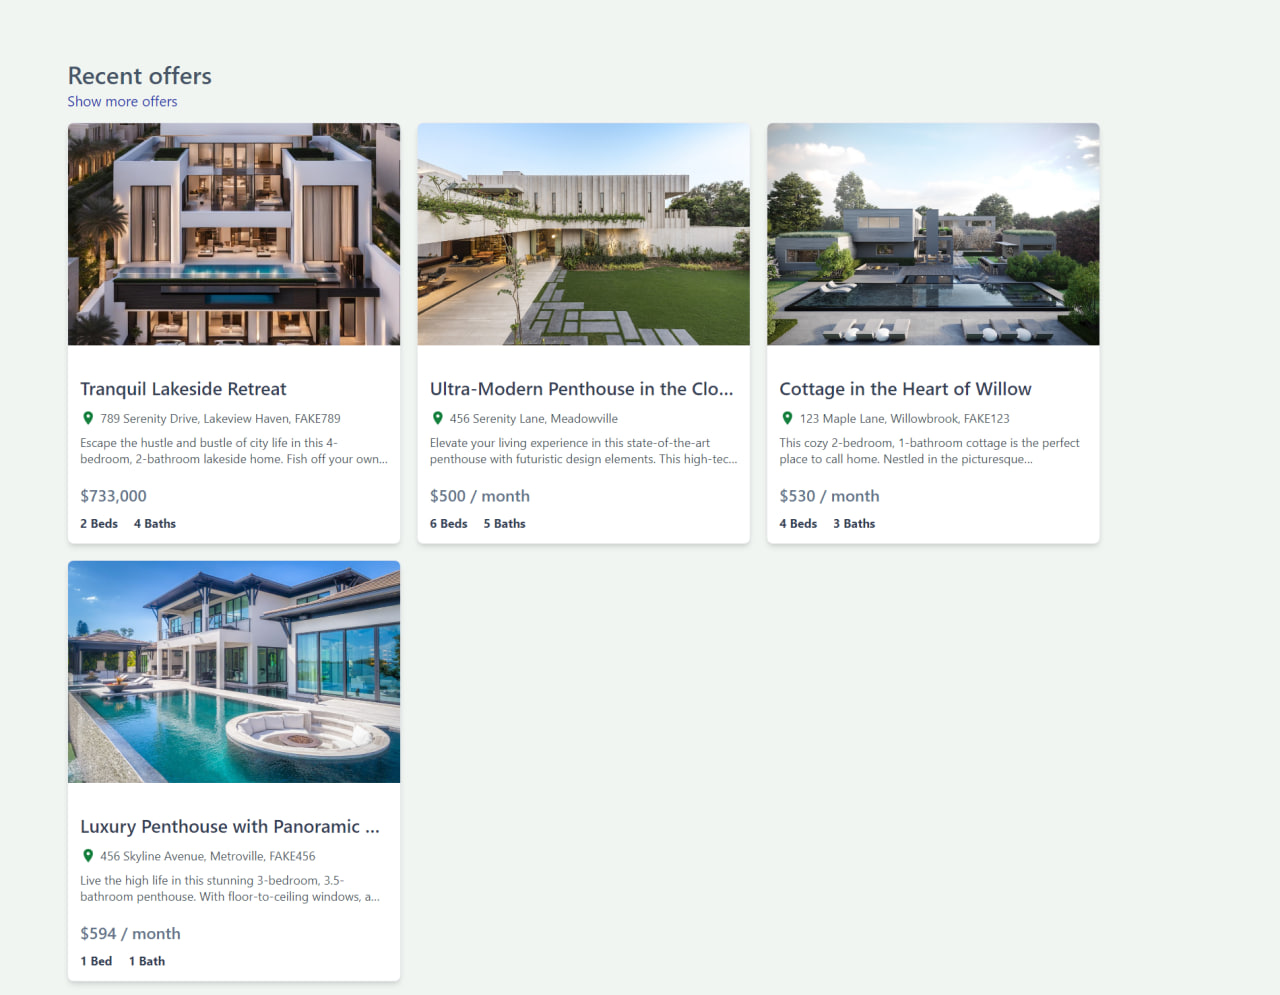 Recent offers
Show more offers
Tranquil Lakeside Retreat
789 Serenity Drive, Lakeview Haven, FAKE789
Escape the hustle and bustle of city life in this 4-
bedroom, 2-bathroom lakeside home. Fish off your own...
$733,000
2 Beds 4 Baths
Ultra-Modern Penthouse in the Clo...
456 Serenity Lane, Meadowville
Elevate your living experience in this state-of-the-art
penthouse with futuristic design elements. This high-tec...
$500 / month
6 Beds 5 Baths
Cottage in the Heart of Willow
123 Maple Lane, Willowbrook, FAKE123
This cozy 2-bedroom, 1-bathroom cottage is the perfect
place to call home. Nestled in the picturesque...
$530 / month
4 Beds 3 Baths
Luxury Penthouse with Panoramic ...
456 Skyline Avenue, Metroville, FAKE456
Live the high life in this stunning 3-bedroom, 3.5-
bathroom penthouse. With floor-to-ceiling windows, a...
$594 / month
1 Bed 1 Bath